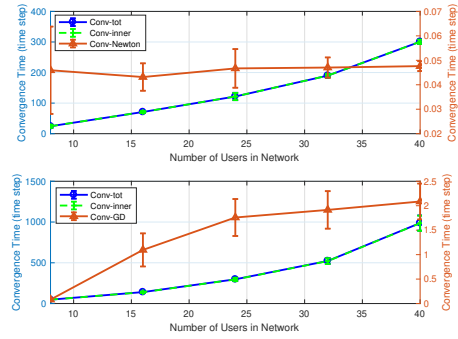 400
300
200
100
0
Convergence Time (time step)
Conv-tot
Conv-inner
Conv-Newton
0.07
0.06
0.05
0.04
0.03
0.02
Convergence Time (time step)
10 15 20 25 30 35 40
Number of Users in Network
1500
1000
500
0
Convergence Time (time step)
Conv-tot
Conv-inner
Conv-GD
2.5
2
1.5
1
0.5
0
Convergence Time (time step)
10 15 20 25 30 35 40
Number of Users in Network